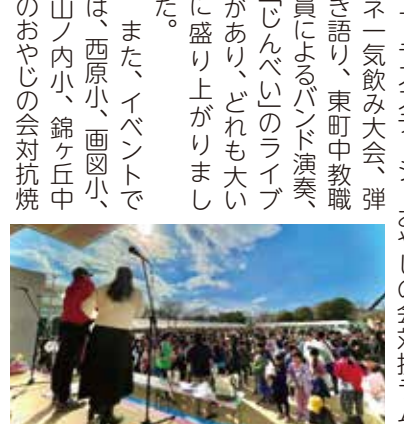 ネ一気飲み大会、弾
き語り、東町中教職
員によるバンド演奏、
「じんべい」のライブ
があり、どれも大い
に盛り上がりまし
た。
また、イベントで
は、西原小、画図小、
山ノ内小、錦ヶ丘中
のおやじの会対抗焼